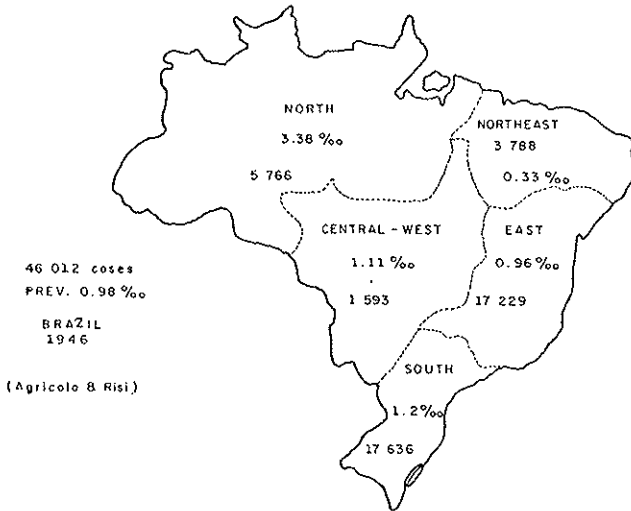 NORTH
3.38 ‰
5 766
NORTHEAST
3 788
0.33 ‰
CENTRAL - WEST
1.11 ‰
1 593
EAST
0.96 ‰
17 229
SOUTH
1.2 ‰
17 636
46 012 cases
PREV. 0.98 ‰
BRAZIL
1946
(Agricola & Risi)